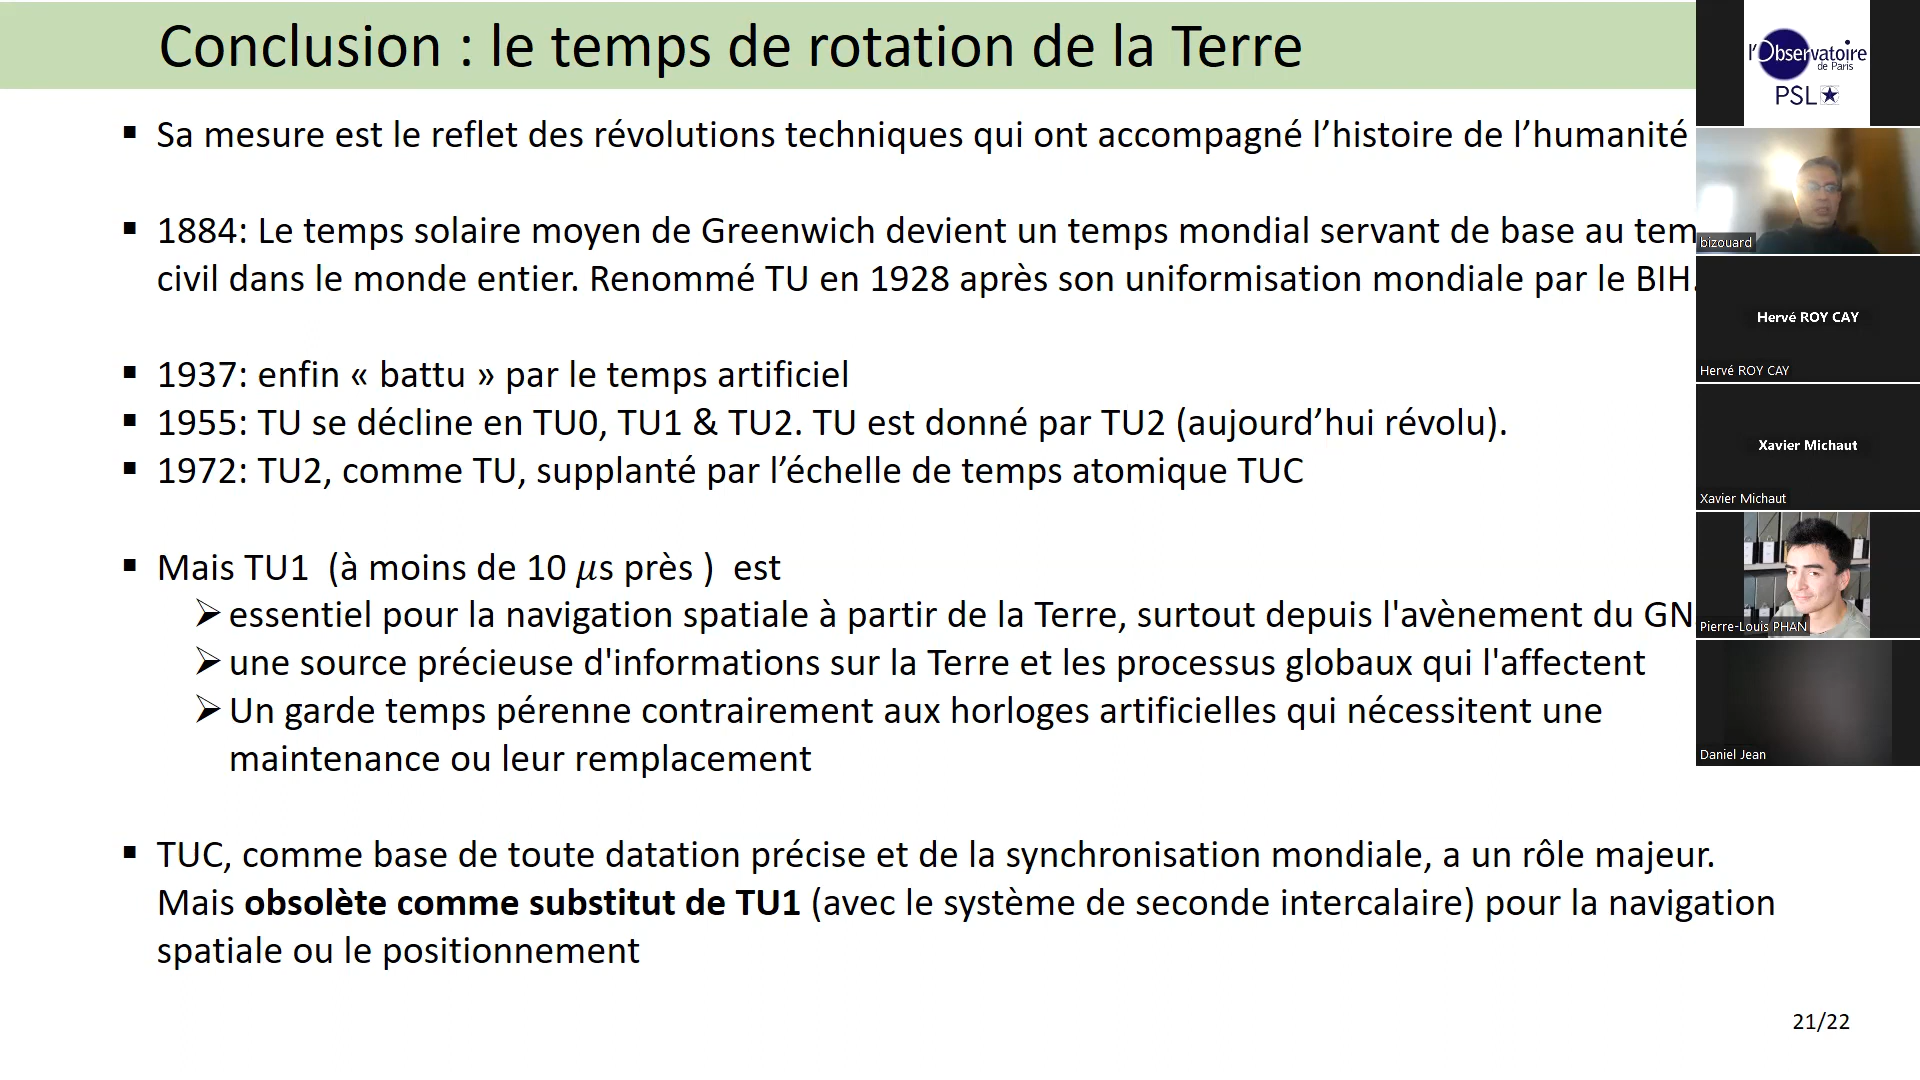 Conclusion : le temps de rotation de la Terre
▪ Sa mesure est le reflet des révolutions techniques qui ont accompagné l’histoire de l’humanité
▪ 1884: Le temps solaire moyen de Greenwich devient un temps mondial servant de base au tem
civil dans le monde entier. Renommé TU en 1928 après son uniformisation mondiale par le BIH.
▪ 1937: enfin « battu » par le temps artificiel
▪ 1955: TU se décline en TU0, TU1 & TU2. TU est donné par TU2 (aujourd’hui révolu).
▪ 1972: TU2, comme TU, supplanté par l’échelle de temps atomique TUC
▪ Mais TU1 (à moins de 10 𝜇s près ) est
➢ essentiel pour la navigation spatiale à partir de la Terre, surtout depuis l'avènement du GN
➢ une source précieuse d'informations sur la Terre et les processus globaux qui l'affectent
➢ Un garde temps pérenne contrairement aux horloges artificielles qui nécessitent une
maintenance ou leur remplacement
▪ TUC, comme base de toute datation précise et de la synchronisation mondiale, a un rôle majeur.
Mais obsolète comme substitut de TU1 (avec le système de seconde intercalaire) pour la navigation
spatiale ou le positionnement
21/22
l'Observatoire
de Paris
PSL★
bizouard
Hervé ROY CAY
Hervé ROY CAY
Xavier Michaut
Xavier Michaut
Pierre-Louis PHAN
Daniel Jean